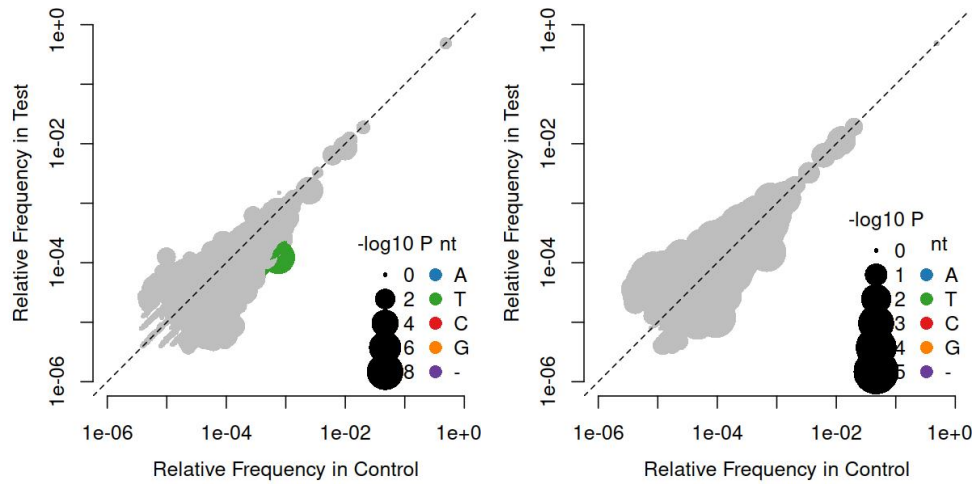 1e+0
1e-02
1e-04
1e-06
Relative Frequency in Test
-log10 P nt
0 A
2 T
4 C
6 G
8 -
1e-06 1e-04 1e-02 1e+0
Relative Frequency in Control
1e+0
1e-02
1e-04
1e-06
Relative Frequency in Test
-log10 P
nt
0
1 A
2 T
3 C
4 G
5 -
1e-06 1e-04 1e-02 1e+0
Relative Frequency in Control